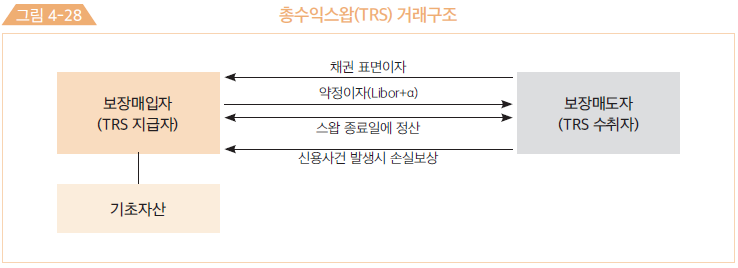 그림 4-28
총수익스왑(TRS) 거래구조
채권 표면이자
약정이자(Libor+α)
스왑 종료일에 정산
신용사건 발생시 손실보상
보장매입자
(TRS 지급자)
보장매도자
(TRS 수취자)
기초자산